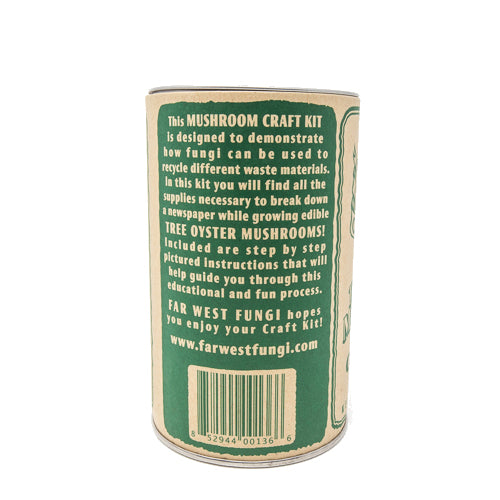 This MUSHROOM CRAFT KIT
is designed to demonstrate
how fungi can be used to
recycle different waste materials.
In this kit you will find all the
supplies necessary to break down
a newspaper while growing edible
TREE OYSTER MUSHROOMS!
Included are step by step
pictured instructions that will
help guide you through this
educational and fun process.
FAR WEST FUNGI hopes
you enjoy your Craft Kit!
www.farwestfungi.com
8 52944 00136 6